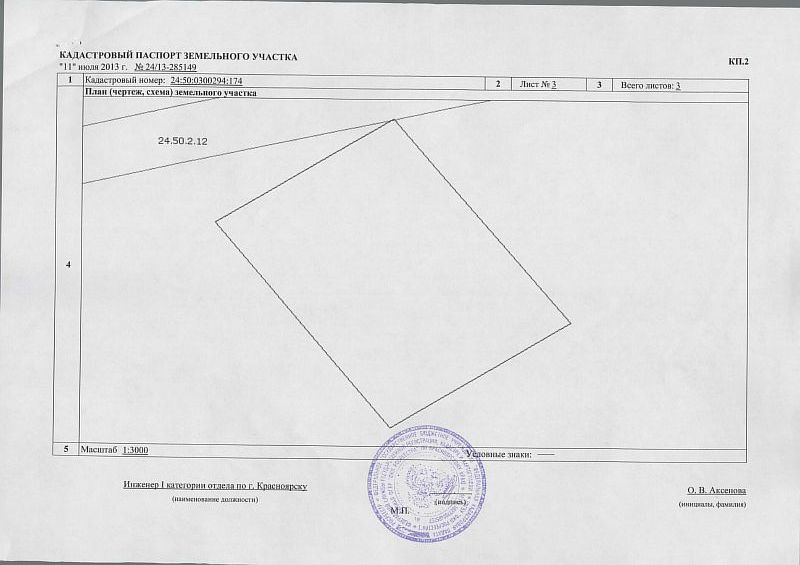 КАДАСТРОВЫЙ ПАСПОРТ ЗЕМЕЛЬНОГО УЧАСТКА
"11" июля 2013 г. № 24/13-285149
КП.2
1 Кадастровый номер: 24:50:0300294:174 2 Лист № 3 3 Всего листов: 3
План (чертеж, схема) земельного участка
24.50.2.12
4
5 Масштаб 1:3000 Условные знаки:
Инженер I категории отдела по г. Красноярску
(наименование должности)
М.П.
(подпись)
О. В. Аксенова
(инициалы, фамилия)